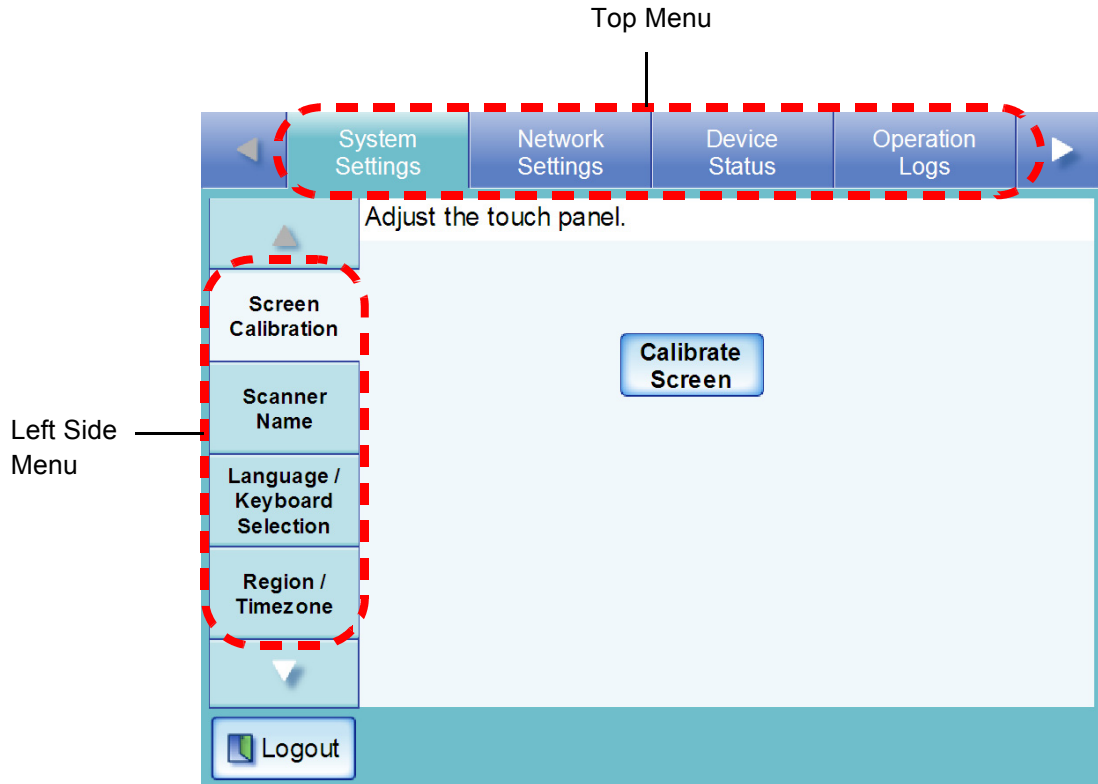 Top Menu
System
Settings
Network
Settings
Device
Status
Operation
Logs
Adjust the touch panel.
Screen
Calibration
Scanner
Name
Language /
Keyboard
Selection
Region /
Timezone
Calibrate
Screen
Left Side
Menu
Logout